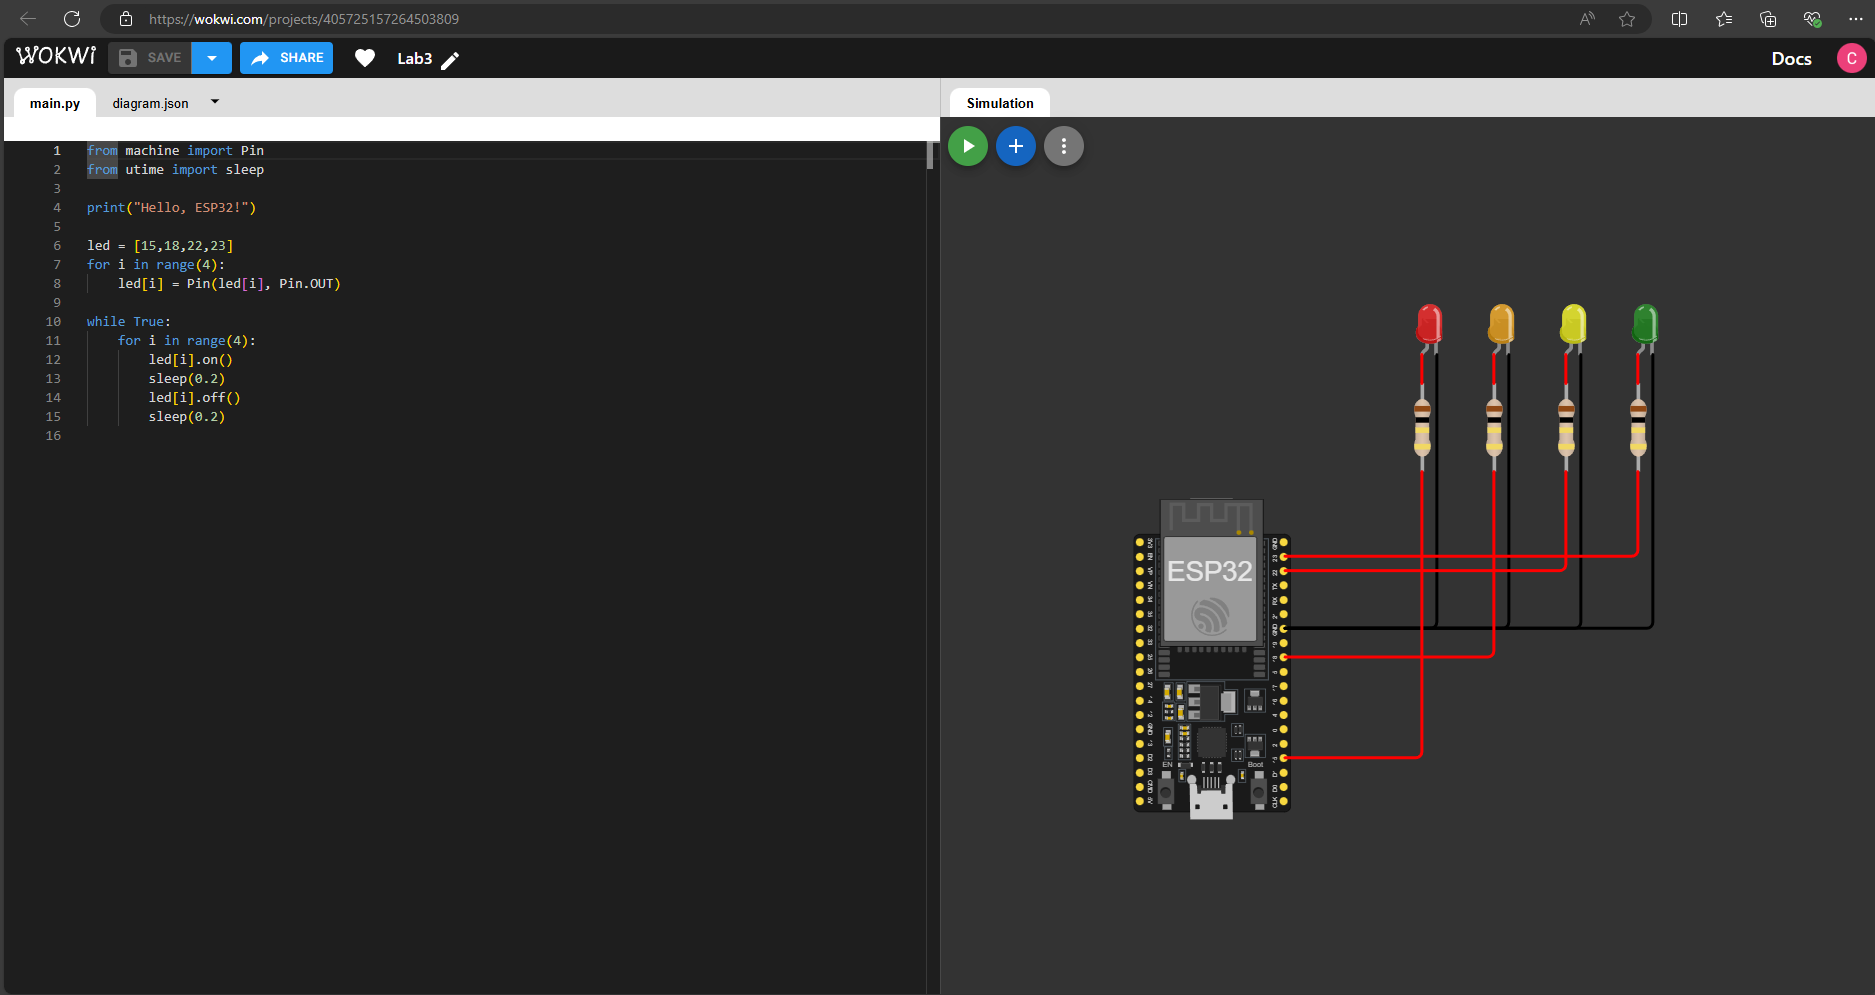 https://wokwi.com/projects/405725157264503809
WOKWi
SAVE
SHARE
Lab3
Docs
C
main.py
diagram.json
Simulation
1 from machine import Pin
2 from utime import sleep
3
4 print("Hello, ESP32!")
5
6 led = [15,18,22,23]
7 for i in range(4):
8 led[i] = Pin(led[i], Pin.OUT)
9
10 while True:
11 for i in range(4):
12 led[i].on()
13 sleep(0.2)
14 led[i].off()
15 sleep(0.2)
16
ESP32
EN
Boot